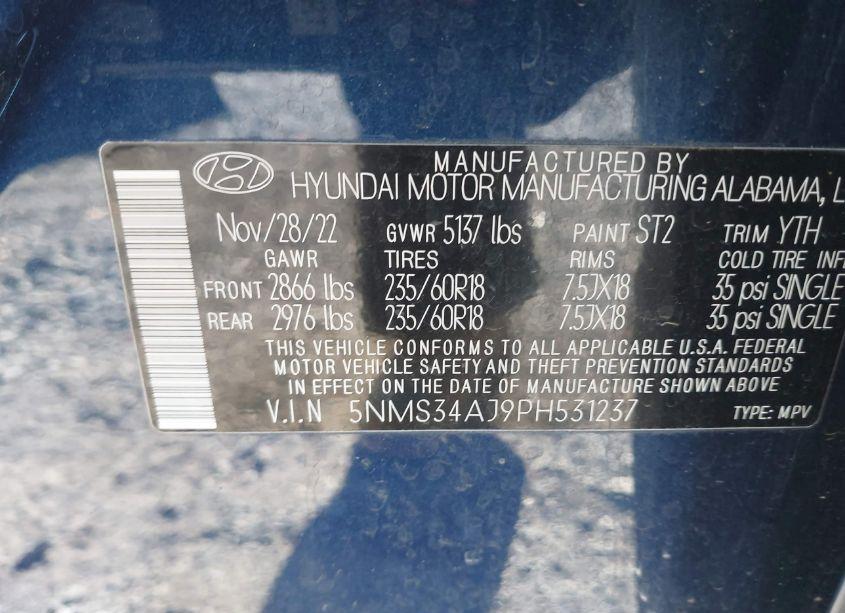 MANUFACTURED BY
HYUNDAI MOTOR MANUFACTURING ALABAMA, L
Nov/28/22 GVWR 5137 lbs PAINT ST2 TRIM YTH
GAWR TIRES RIMS COLD TIRE INF
FRONT 2866 lbs 235/60R18 7.5JX18 35 psi SINGLE
REAR 2976 lbs 235/60R18 7.5JX18 35 psi SINGLE
THIS VEHICLE CONFORMS TO ALL APPLICABLE U.S.A. FEDERAL
MOTOR VEHICLE SAFETY AND THEFT PREVENTION STANDARDS
IN EFFECT ON THE DATE OF MANUFACTURE SHOWN ABOVE
V.I.N 5NMS34AJ9PH531237 TYPE: MPV